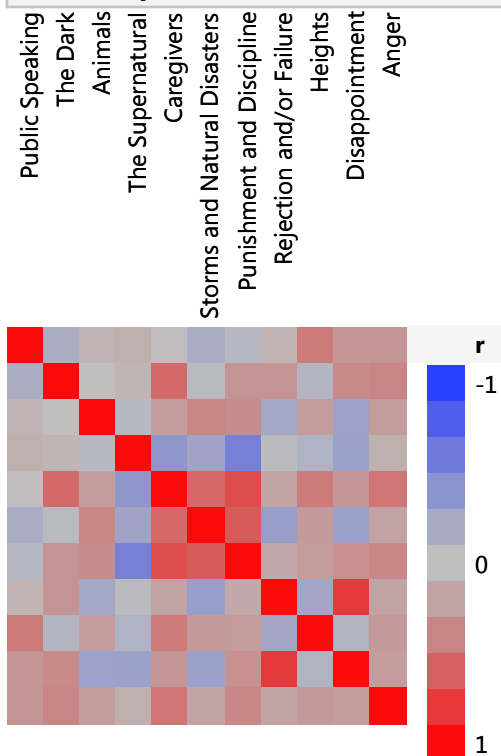 Public Speaking
The Dark
Animals
The Supernatural
Caregivers
Storms and Natural Disasters
Punishment and Discipline
Rejection and/or Failure
Heights
Disappointment
Anger
r
-1
0
1